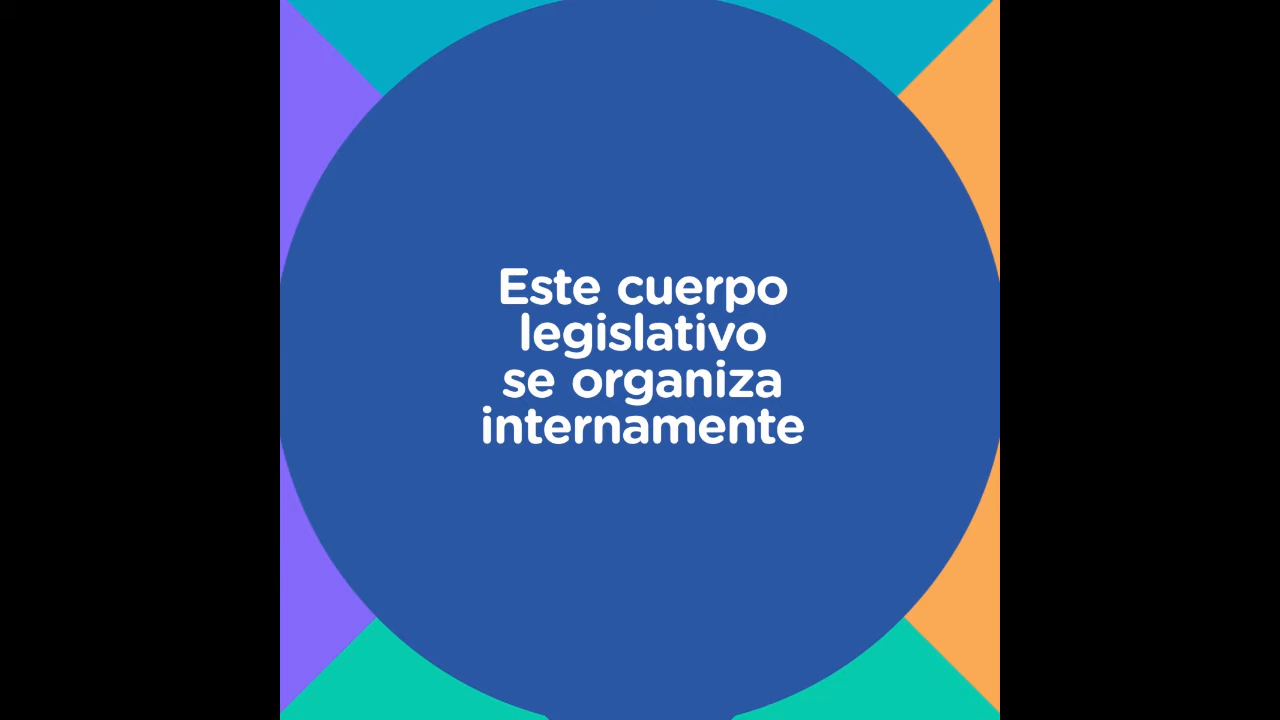 Este cuerpo
legislativo
se organiza
internamente